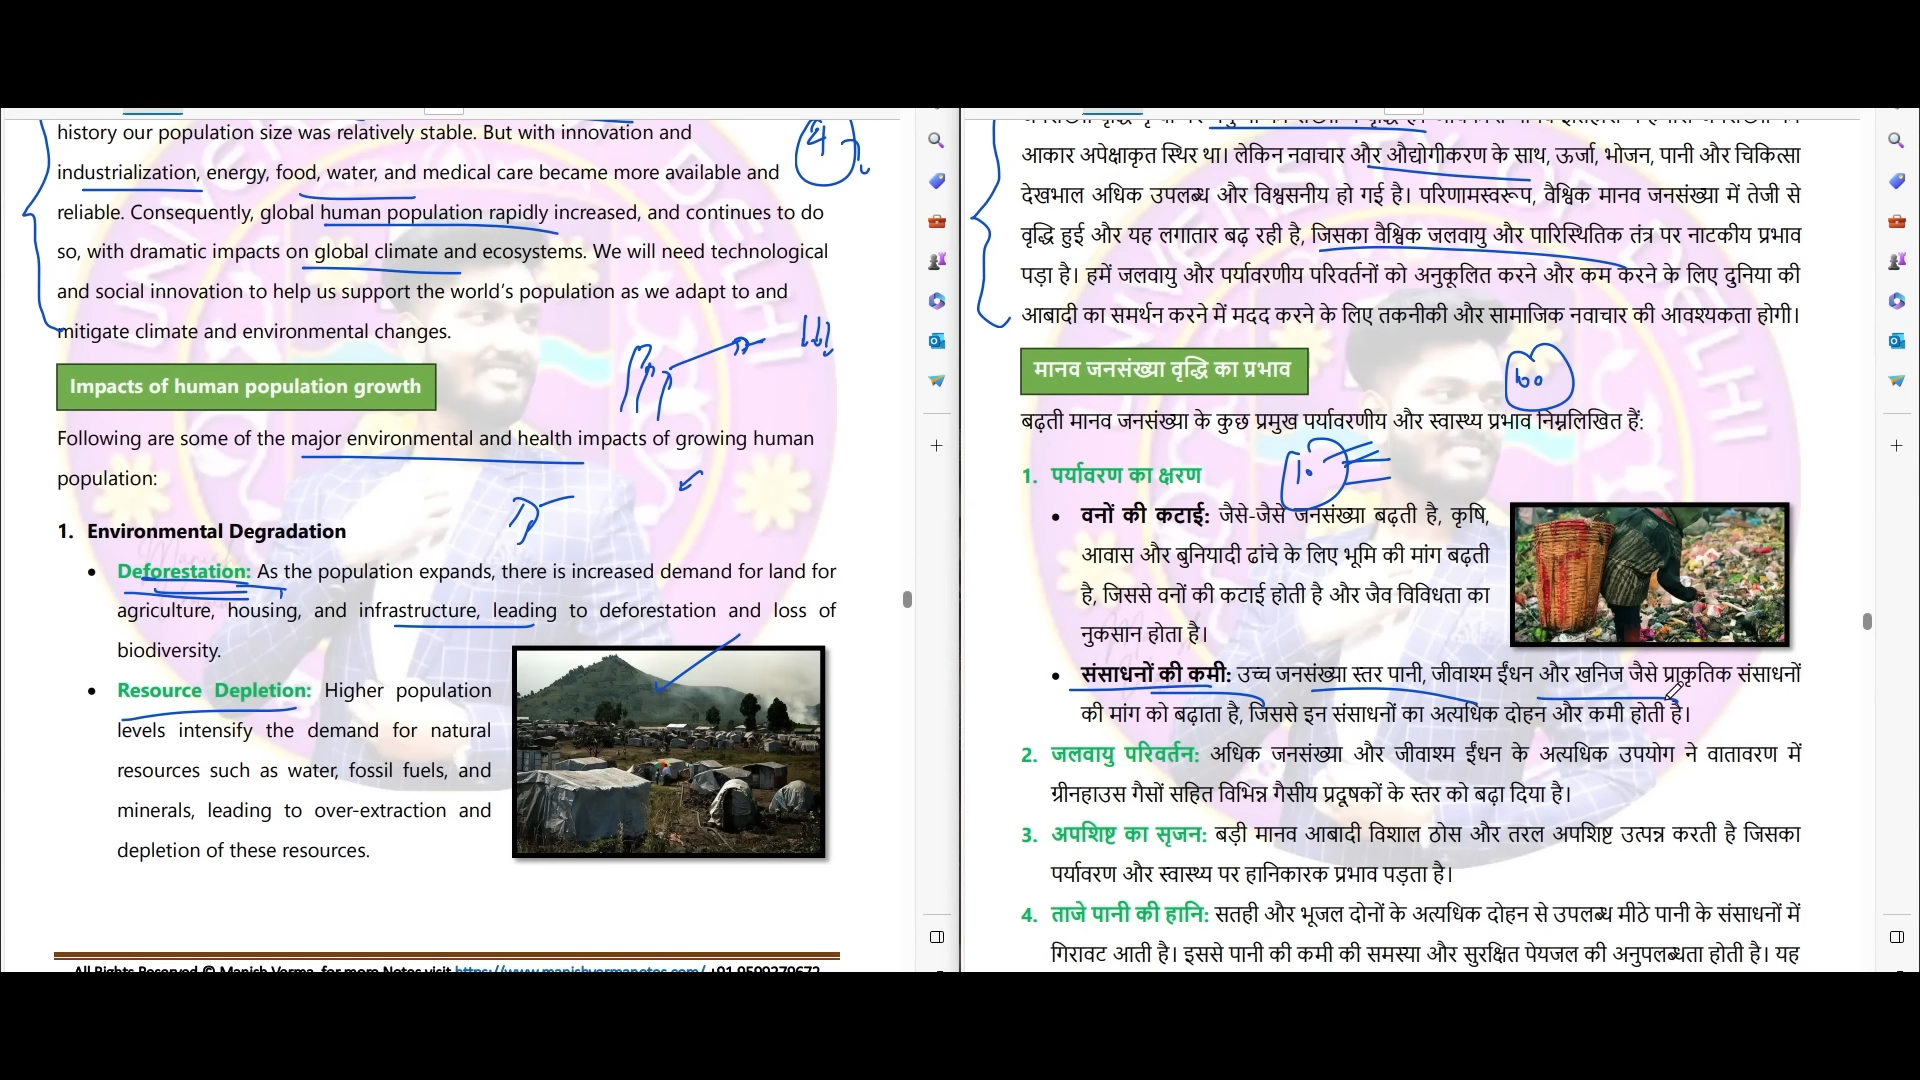 history our population size was relatively stable. But with innovation and
industrialization, energy, food, water, and medical care became more available and
reliable. Consequently, global human population rapidly increased, and continues to do
so, with dramatic impacts on global climate and ecosystems. We will need technological
and social innovation to help us support the world's population as we adapt to and
mitigate climate and environmental changes.
Impacts of human population growth
Following are some of the major environmental and health impacts of growing human
population:
1. Environmental Degradation
• Deforestation: As the population expands, there is increased demand for land for
agriculture, housing, and infrastructure, leading to deforestation and loss of
biodiversity.
• Resource Depletion: Higher population
levels intensify the demand for natural
resources such as water, fossil fuels, and
minerals, leading to over-extraction and
depletion of these resources.
All Rights Reserved © Manish Verma, for more Notes visit https://www.manishvermanotes.com/ +91 9599279672
आकार अपेक्षाकृत स्थिर था। लेकिन नवाचार और औद्योगीकरण के साथ, ऊर्जा, भोजन, पानी और चिकित्सा
देखभाल अधिक उपलब्ध और विश्वसनीय हो गई है। परिणामस्वरूप, वैश्विक मानव जनसंख्या में तेजी से
वृद्धि हुई और यह लगातार बढ़ रही है, जिसका वैश्विक जलवायु और पारिस्थितिक तंत्र पर नाटकीय प्रभाव
पड़ा है। हमें जलवायु और पर्यावरणीय परिवर्तनों को अनुकूलित करने और कम करने के लिए दुनिया की
आबादी का समर्थन करने में मदद करने के लिए तकनीकी और सामाजिक नवाचार की आवश्यकता होगी।
मानव जनसंख्या वृद्धि का प्रभाव
बढ़ती मानव जनसंख्या के कुछ प्रमुख पर्यावरणीय और स्वास्थ्य प्रभाव निम्नलिखित हैं:
1. पर्यावरण का क्षरण
• वनों की कटाई: जैसे-जैसे जनसंख्या बढ़ती है, कृषि,
आवास और बुनियादी ढांचे के लिए भूमि की मांग बढ़ती
है, जिससे वनों की कटाई होती है और जैव विविधता का
नुकसान होता है।
• संसाधनों की कमी: उच्च जनसंख्या स्तर पानी, जीवाश्म ईंधन और खनिज जैसे प्राकृतिक संसाधनों
की मांग को बढ़ाता है, जिससे इन संसाधनों का अत्यधिक दोहन और कमी होती है।
2. जलवायु परिवर्तन: अधिक जनसंख्या और जीवाश्म ईंधन के अत्यधिक उपयोग ने वातावरण में
ग्रीनहाउस गैसों सहित विभिन्न गैसीय प्रदूषकों के स्तर को बढ़ा दिया है।
3. अपशिष्ट का सृजन: बड़ी मानव आबादी विशाल ठोस और तरल अपशिष्ट उत्पन्न करती है जिसका
पर्यावरण और स्वास्थ्य पर हानिकारक प्रभाव पड़ता है।
4. ताजे पानी की हानि: सतही और भूजल दोनों के अत्यधिक दोहन से उपलब्ध मीठे पानी के संसाधनों में
गिरावट आती है। इससे पानी की कमी की समस्या और सुरक्षित पेयजल की अनुपलब्धता होती है। यह